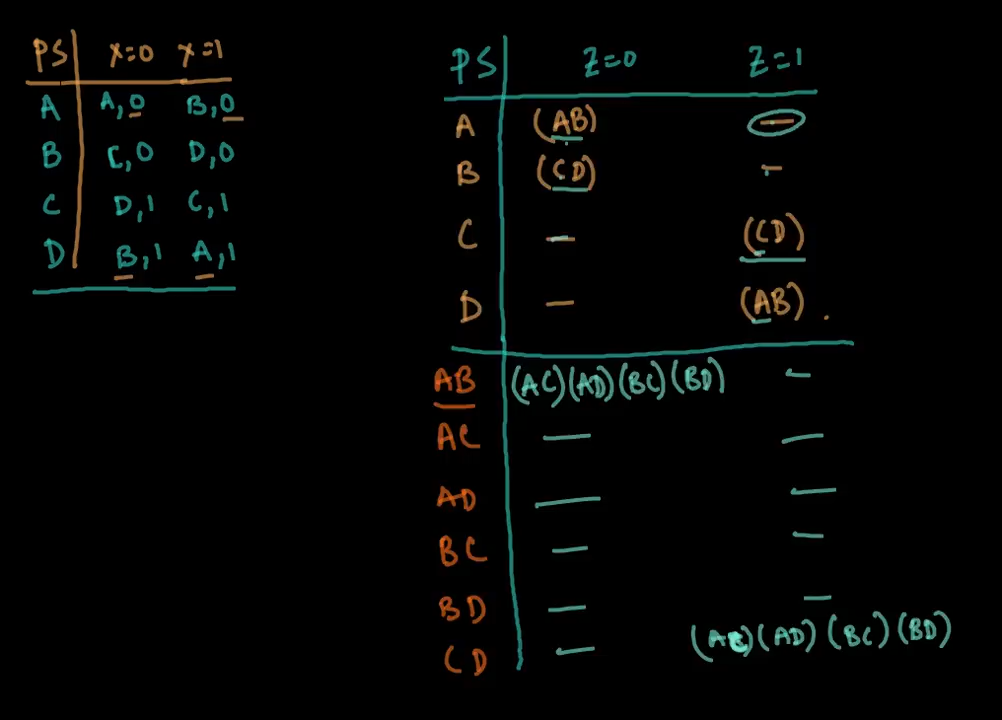 PS X=0 X=1
A A,0 B,0
B C,0 D,0
C D,1 C,1
D B,1 A,1
PS Z=0 Z=1
A (AB) —
B (CD) —
C — (CD)
D — (AB) .
AB (AC)(AD)(BC)(BD) —
AC — —
AD — —
BC — —
BD — —
CD — (AC)(AD)(BC)(BD)